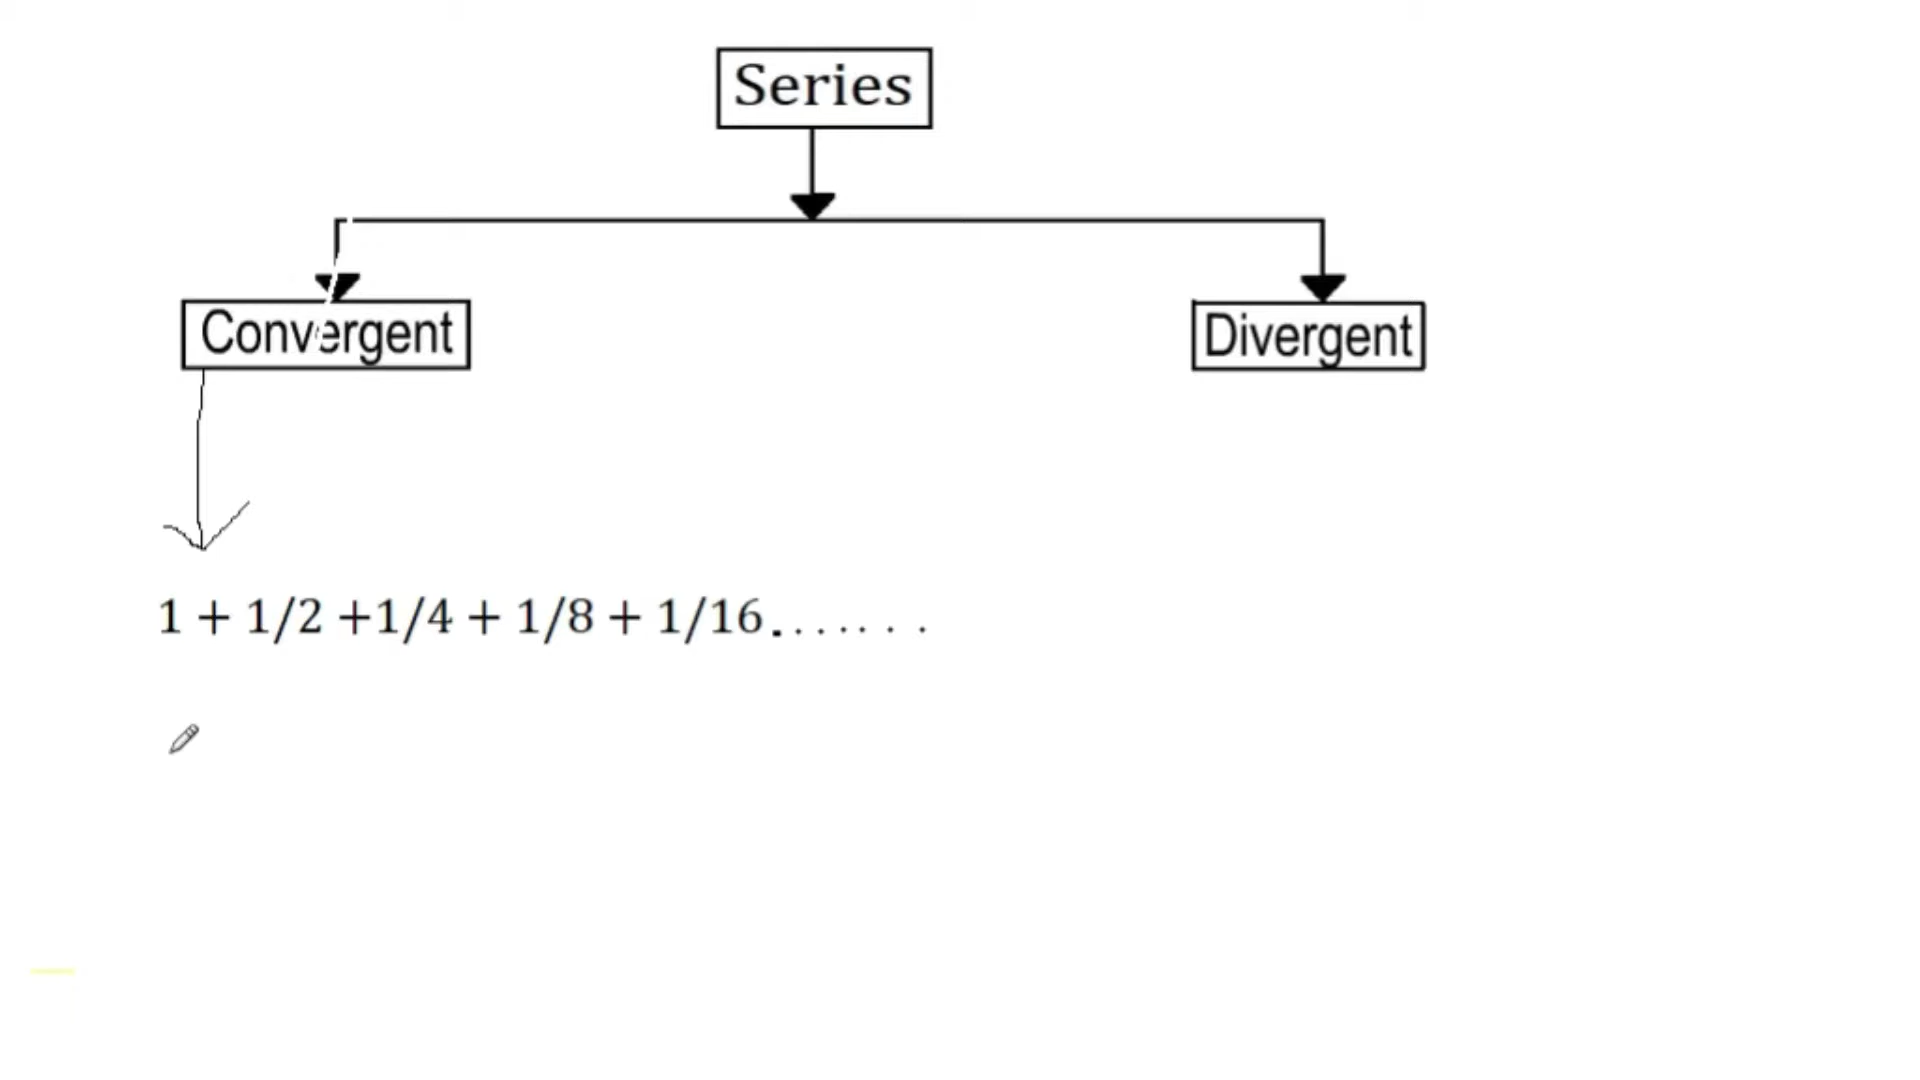 Series
Convergent
Divergent
1 + 1/2 +1/4 + 1/8 + 1/16........